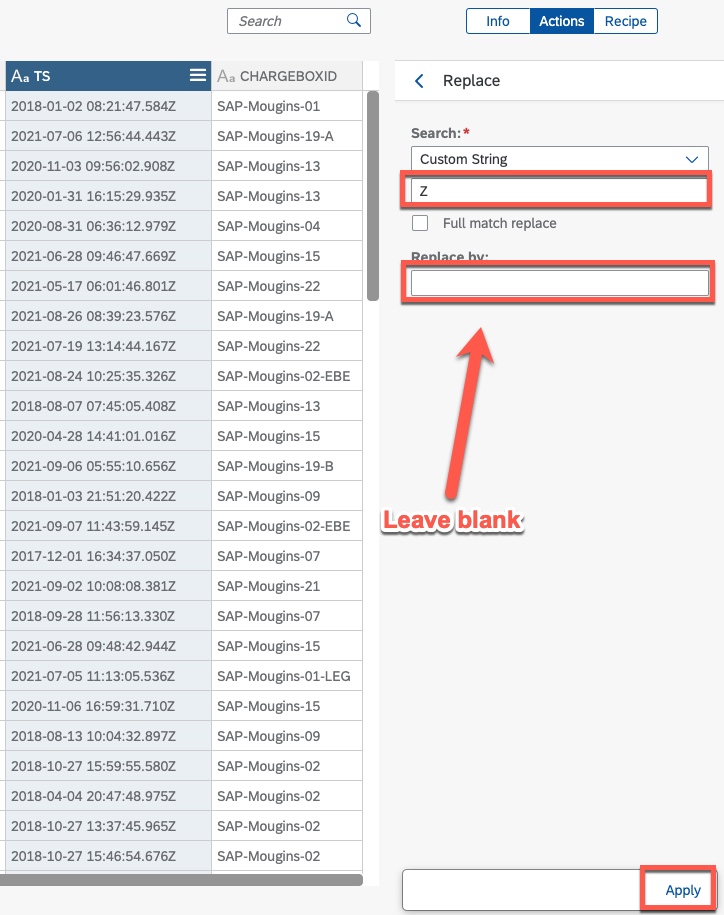 Search
Info Actions Recipe
Aa TS Aa CHARGEBOXID
Replace
2018-01-02 08:21:47.584Z SAP-Mougins-01
2021-07-06 12:56:44.443Z SAP-Mougins-19-A
Search:*
2020-11-03 09:56:02.908Z SAP-Mougins-13
Custom String
2020-01-31 16:15:29.935Z SAP-Mougins-13
Z
2020-08-31 06:36:12.979Z SAP-Mougins-04
Full match replace
2021-06-28 09:46:47.669Z SAP-Mougins-15
Replace by:
2021-05-17 06:01:46.801Z SAP-Mougins-22
2021-08-26 08:39:23.576Z SAP-Mougins-19-A
2021-07-19 13:14:44.167Z SAP-Mougins-22
2021-08-24 10:25:35.326Z SAP-Mougins-02-EBE
2018-08-07 07:45:05.408Z SAP-Mougins-13
2020-04-28 14:41:01.016Z SAP-Mougins-15
2021-09-06 05:55:10.656Z SAP-Mougins-19-B
2018-01-03 21:51:20.422Z SAP-Mougins-09
2021-09-07 11:43:59.145Z SAP-Mougins-02-EBE
Leave blank
2017-12-01 16:34:37.050Z SAP-Mougins-07
2021-09-02 10:08:08.381Z SAP-Mougins-21
2018-09-28 11:56:13.330Z SAP-Mougins-07
2021-06-28 09:48:42.944Z SAP-Mougins-15
2021-07-05 11:13:05.536Z SAP-Mougins-01-LEG
2020-11-06 16:59:31.710Z SAP-Mougins-15
2018-08-13 10:04:32.897Z SAP-Mougins-09
2018-10-27 15:59:55.580Z SAP-Mougins-02
2018-04-04 20:47:48.975Z SAP-Mougins-02
2018-10-27 13:37:45.965Z SAP-Mougins-02
2018-10-27 15:46:54.676Z SAP-Mougins-02
Apply